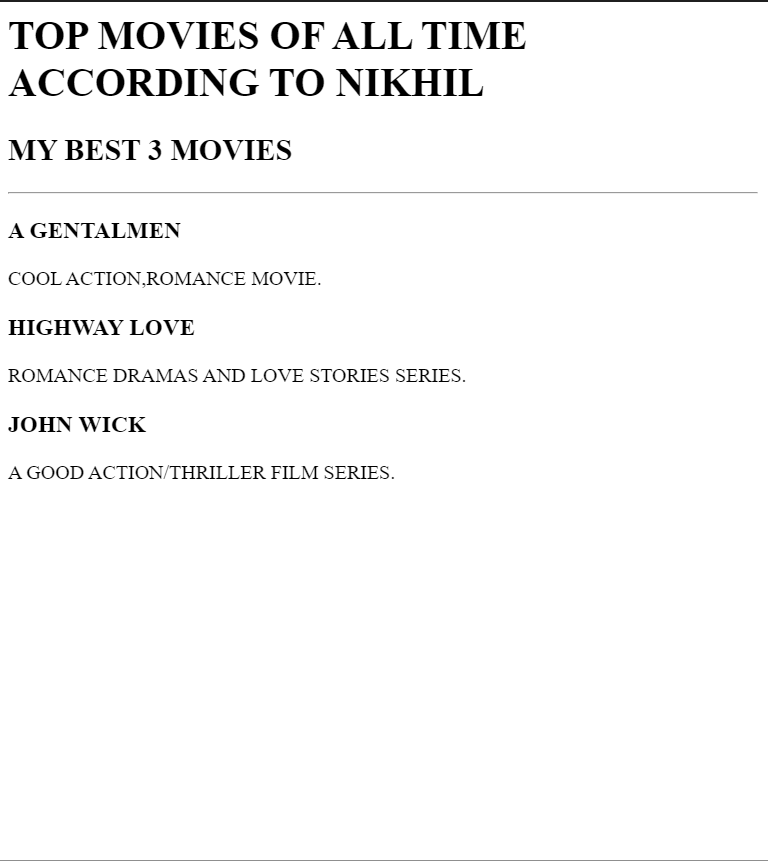 TOP MOVIES OF ALL TIME
ACCORDING TO NIKHIL
MY BEST 3 MOVIES
A GENTALMEN
COOL ACTION,ROMANCE MOVIE.
HIGHWAY LOVE
ROMANCE DRAMAS AND LOVE STORIES SERIES.
JOHN WICK
A GOOD ACTION/THRILLER FILM SERIES.